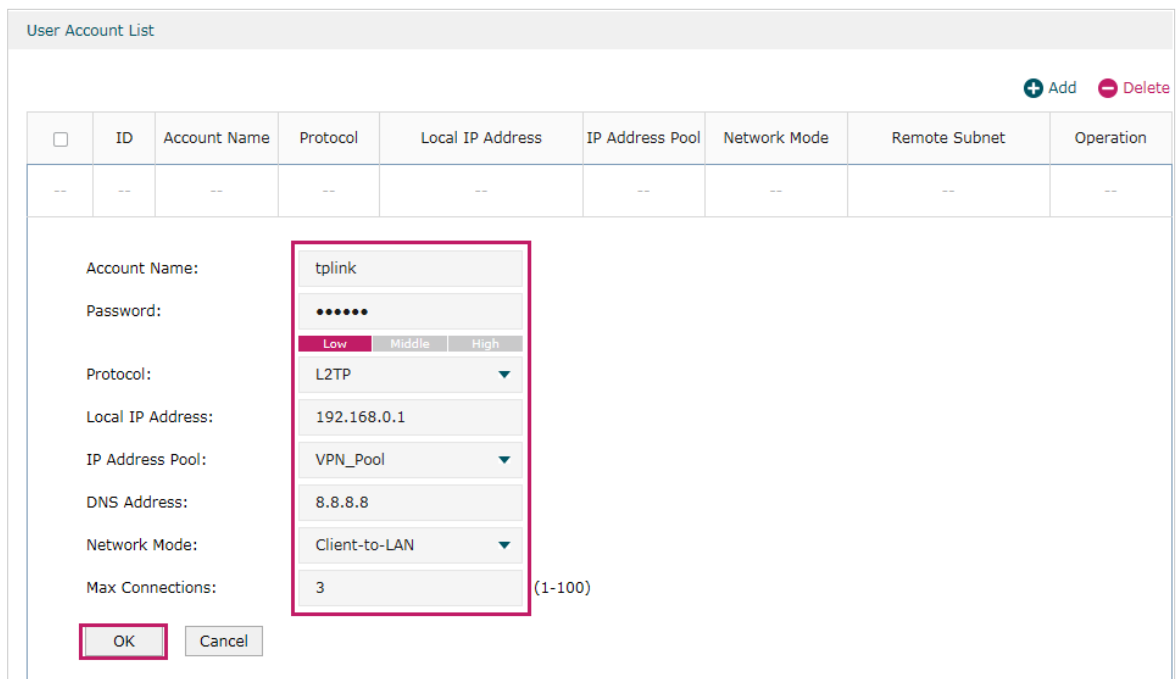 User Account List
Add Delete
ID Account Name Protocol Local IP Address IP Address Pool Network Mode Remote Subnet Operation
-- -- -- -- -- -- -- -- --
Account Name: tplink
Password: ••••••
Low Middle High
Protocol: L2TP
Local IP Address: 192.168.0.1
IP Address Pool: VPN_Pool
DNS Address: 8.8.8.8
Network Mode: Client-to-LAN
Max Connections: 3 (1-100)
OK Cancel